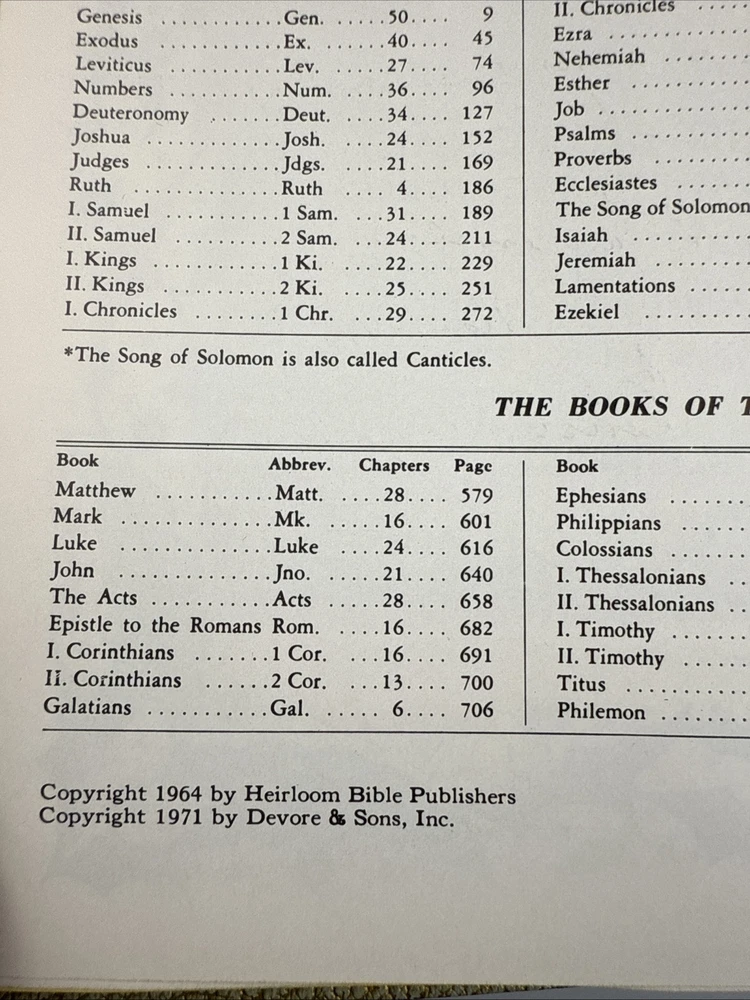 Genesis ............Gen. .....50.... 9
Exodus ............Ex. .....40.... 45
Leviticus ...........Lev. .....27.... 74
Numbers ...........Num. ....36.... 96
Deuteronomy .......Deut. ....34.... 127
Joshua .............Josh. ....24.... 152
Judges .............Jdgs. ....21.... 169
Ruth .............Ruth .... 4.... 186
I. Samuel ...........1 Sam. ...31.... 189
II. Samuel ..........2 Sam. ...24.... 211
I. Kings ............1 Ki. ....22.... 229
II. Kings ...........2 Ki. ....25.... 251
I. Chronicles ........1 Chr. ...29.... 272
II. Chronicles ....
Ezra ............
Nehemiah ........
Esther ..........
Job .............
Psalms ..........
Proverbs ........
Ecclesiastes ......
The Song of Solomon
Isaiah ..........
Jeremiah ........
Lamentations .....
Ezekiel .........
*The Song of Solomon is also called Canticles.
THE BOOKS OF
Book Abbrev. Chapters Page
Matthew ...........Matt. ....28.... 579
Mark ..............Mk. .....16.... 601
Luke ..............Luke ....24.... 616
John ..............Jno. .....21.... 640
The Acts ...........Acts .....28.... 658
Epistle to the Romans Rom. ....16.... 682
I. Corinthians .......1 Cor. ...16.... 691
II. Corinthians ......2 Cor. ...13.... 700
Galatians ...........Gal. ..... 6.... 706
Book
Ephesians .......
Philippians ......
Colossians .......
I. Thessalonians ..
II. Thessalonians ..
I. Timothy .......
II. Timothy ......
Titus ...........
Philemon ........
Copyright 1964 by Heirloom Bible Publishers
Copyright 1971 by Devore & Sons, Inc.